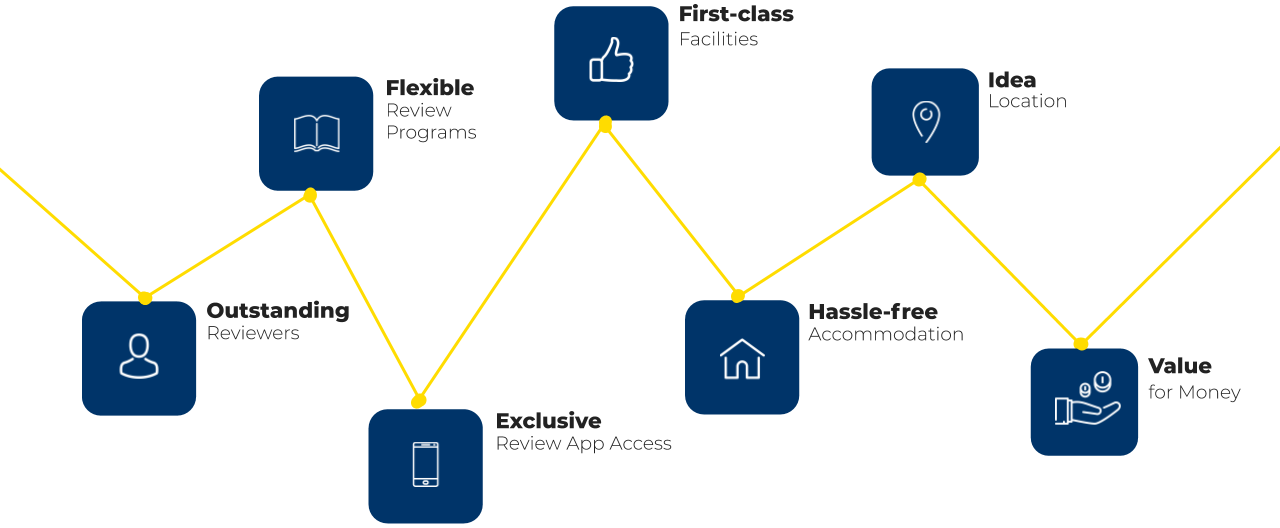 Outstanding
Reviewers
Flexible
Review
Programs
Exclusive
Review App Access
First-class
Facilities
Hassle-free
Accommodation
Idea
Location
Value
for Money